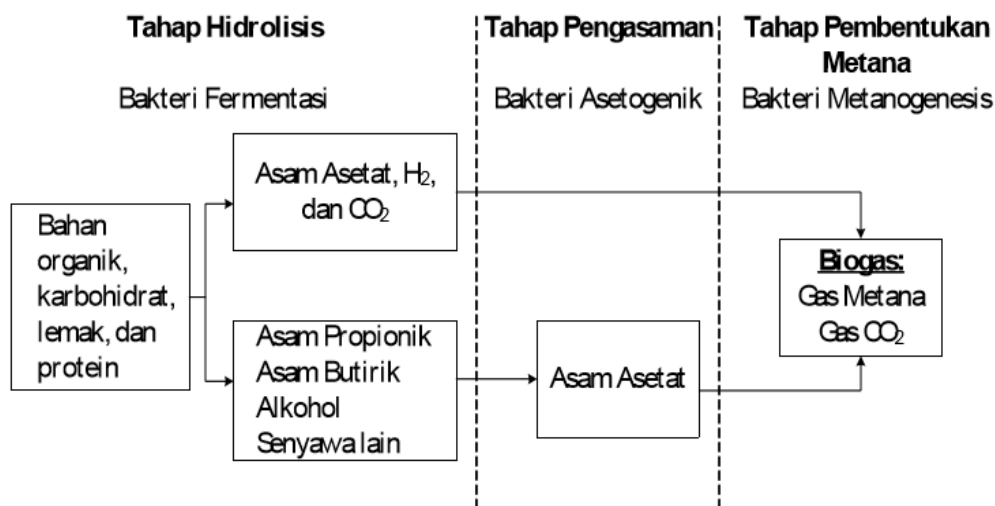 Tahap Hidrolisis
Bakteri Fermentasi
Tahap Pengasaman
Bakteri Asetogenik
Tahap Pembentukan
Metana
Bakteri Metanogenesis
Bahan
organik,
karbohidrat,
lemak, dan
protein
Asam Asetat, H₂,
dan CO₂
Asam Propionik
Asam Butirik
Alkohol
Senyawa lain
Asam Asetat
Biogas:
Gas Metana
Gas CO₂